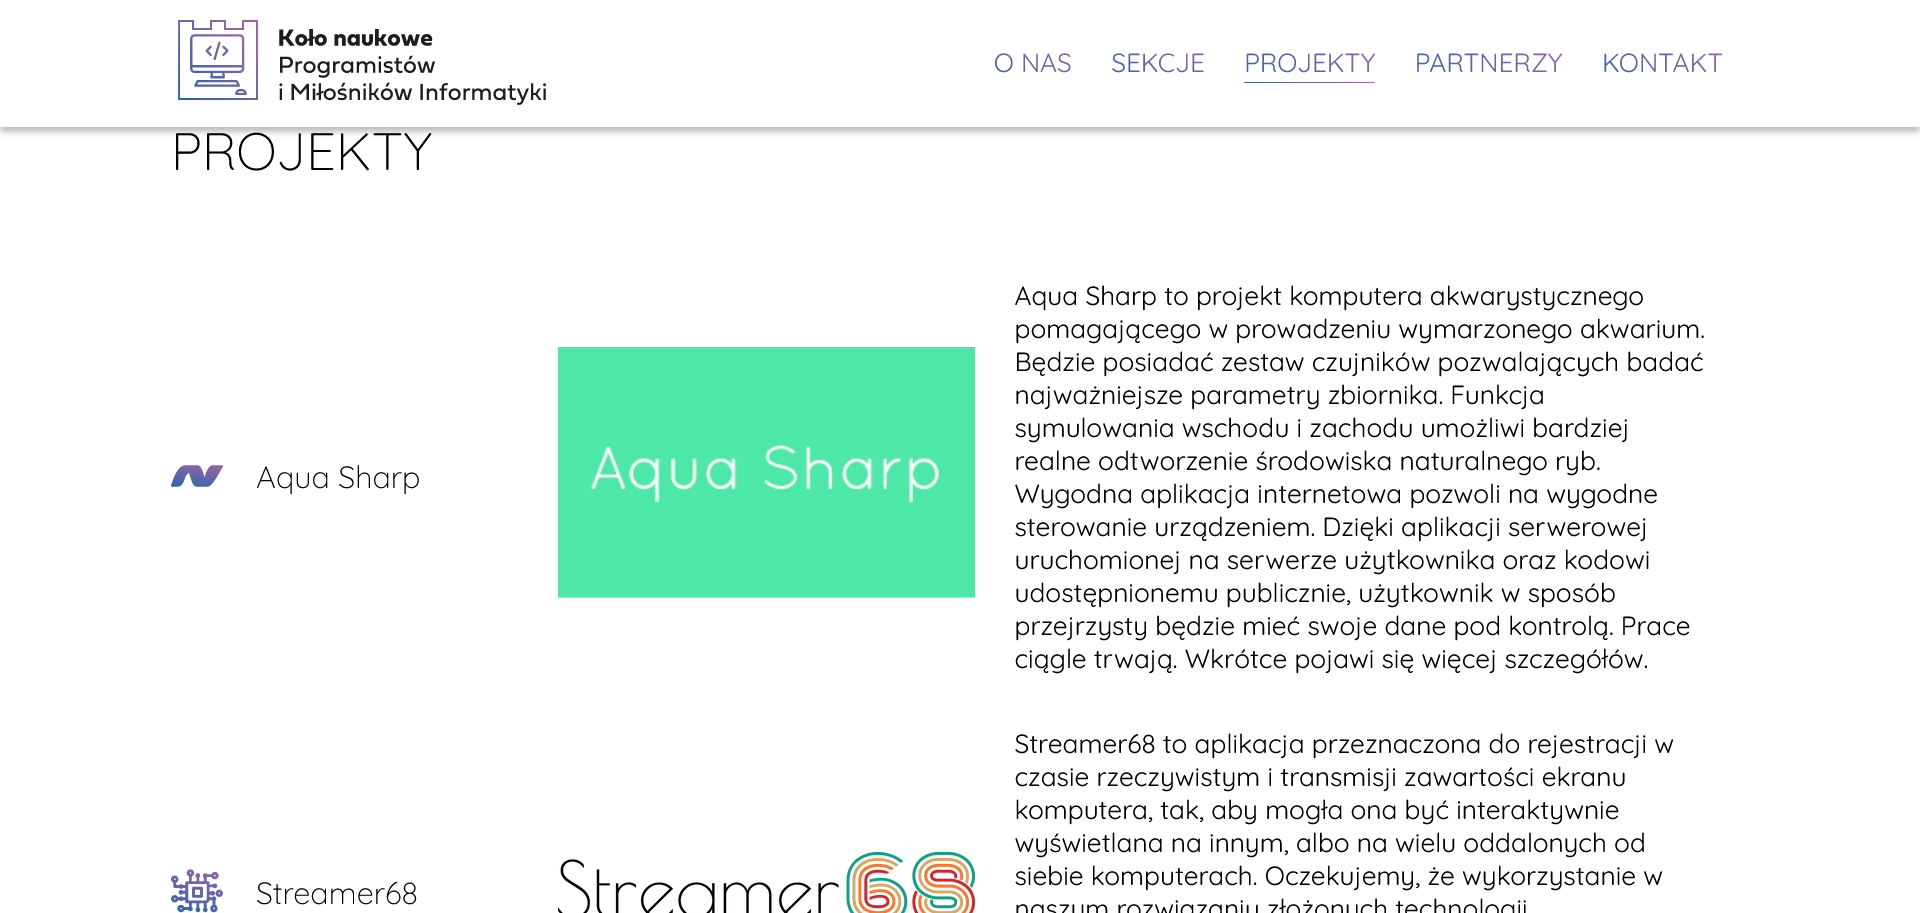 Koło naukowe
Programistów
i Miłośników Informatyki
O NAS
SEKCJE
PROJEKTY
PARTNERZY
KONTAKT
PROJEKTY
Aqua Sharp
Aqua Sharp
Aqua Sharp to projekt komputera akwarystycznego
pomagającego w prowadzeniu wymarzonego akwarium.
Będzie posiadać zestaw czujników pozwalających badać
najważniejsze parametry zbiornika. Funkcja
symulowania wschodu i zachodu umożliwi bardziej
realne odtworzenie środowiska naturalnego ryb.
Wygodna aplikacja internetowa pozwoli na wygodne
sterowanie urządzeniem. Dzięki aplikacji serwerowej
uruchomionej na serwerze użytkownika oraz kodowi
udostępnionemu publicznie, użytkownik w sposób
przejrzysty będzie mieć swoje dane pod kontrolą. Prace
ciągle trwają. Wkrótce pojawi się więcej szczegółów.
Streamer68
Streamer68
Streamer68 to aplikacja przeznaczona do rejestracji w
czasie rzeczywistym i transmisji zawartości ekranu
komputera, tak, aby mogła ona być interaktywnie
wyświetlana na innym, albo na wielu oddalonych od
siebie komputerach. Oczekujemy, że wykorzystanie w
naszym rozwiązaniu złożonych technologii